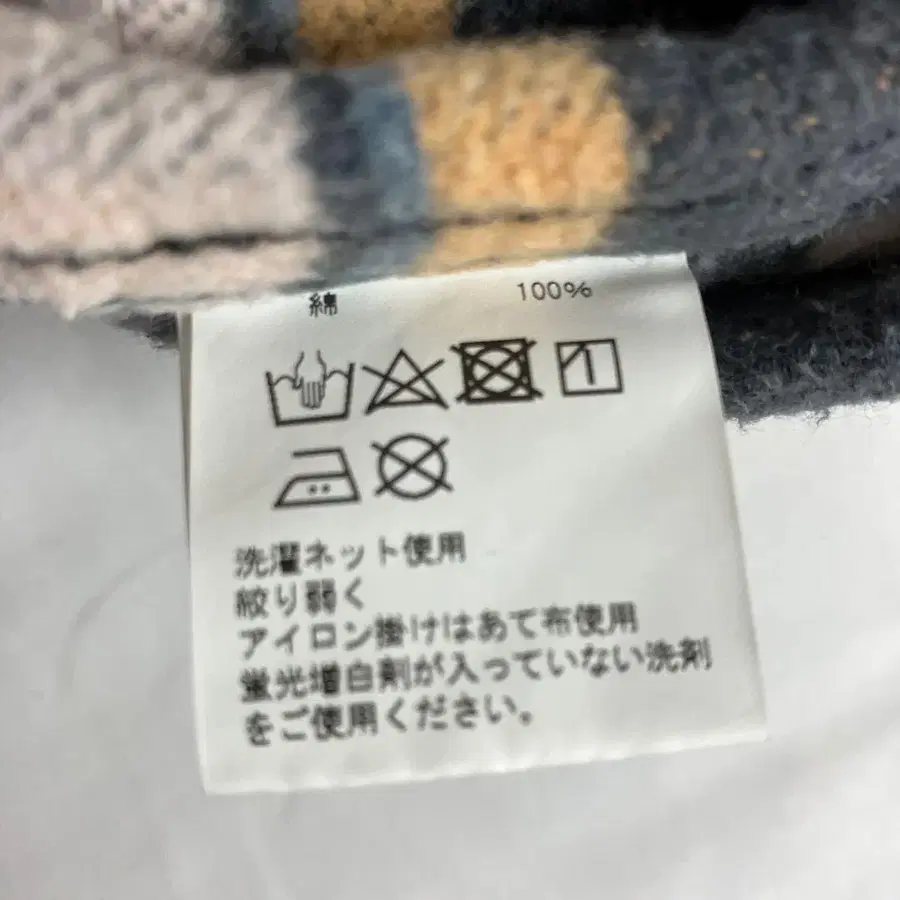 綿 100%
洗濯ネット使用
絞り弱く
アイロン掛けはあて布使用
蛍光増白剤が入っていない洗剤
をご使用ください。